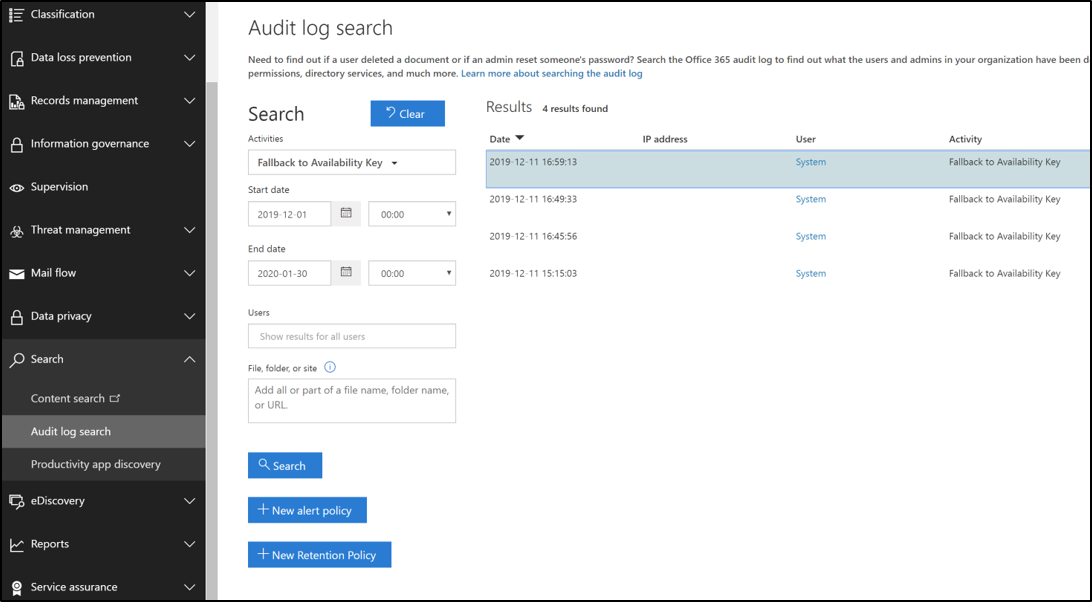 Classification
Data loss prevention
Records management
Information governance
Supervision
Threat management
Mail flow
Data privacy
Search
Content search
Audit log search
Productivity app discovery
eDiscovery
Reports
Service assurance
Audit log search
Need to find out if a user deleted a document or if an admin reset someone's password? Search the Office 365 audit log to find out what the users and admins in your organization have been d
permissions, directory services, and much more. Learn more about searching the audit log
Search
Clear
Activities
Fallback to Availability Key
Start date
2019-12-01
00:00
End date
2020-01-30
00:00
Users
Show results for all users
File, folder, or site
Add all or part of a file name, folder name,
or URL.
Search
New alert policy
New Retention Policy
Results 4 results found
Date IP address User Activity
2019-12-11 16:59:13 System Fallback to Availability Key
2019-12-11 16:49:33 System Fallback to Availability Key
2019-12-11 16:45:56 System Fallback to Availability Key
2019-12-11 15:15:03 System Fallback to Availability Key